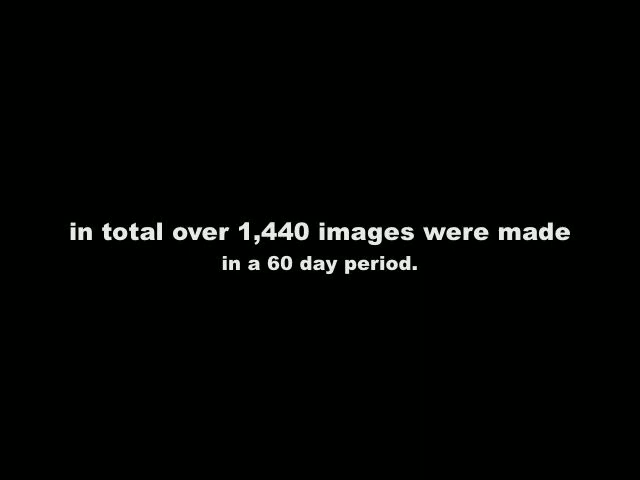 in total over 1,440 images were made
in a 60 day period.